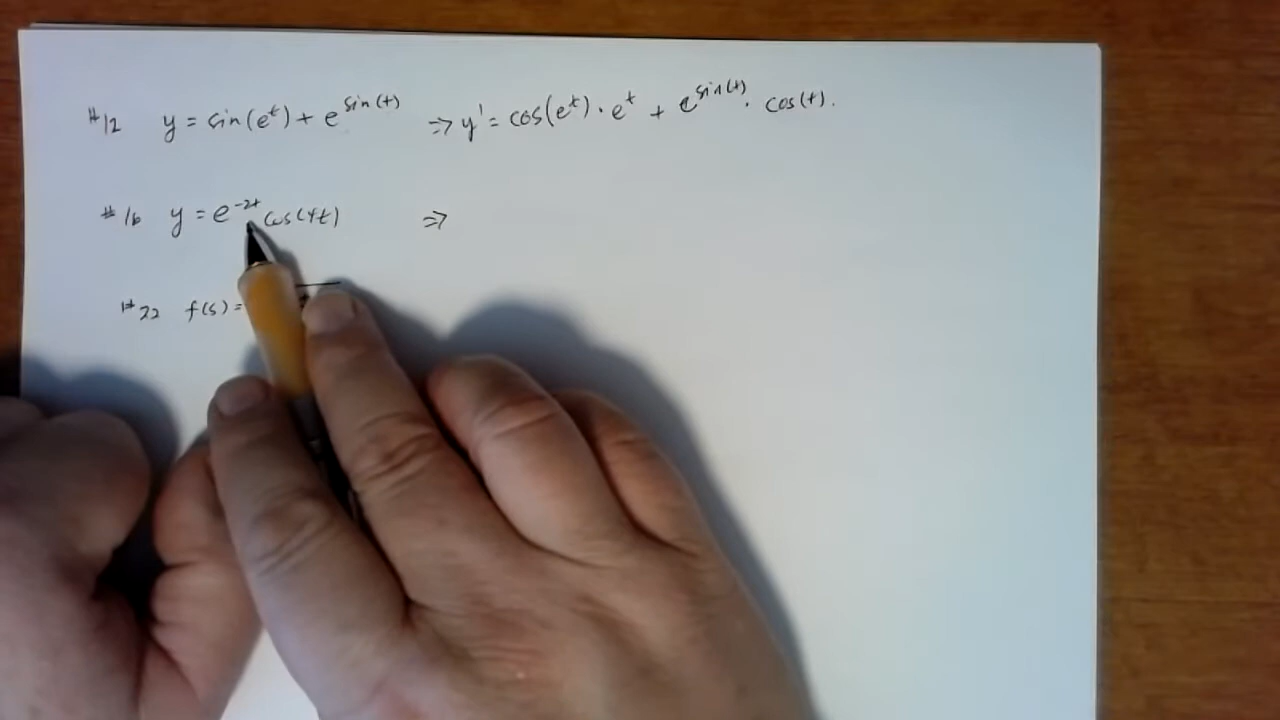 #12 y = sin(e^t) + e^sin(t) ⇒ y' = cos(e^t) · e^t + e^sin(t) · cos(t).
#16 y = e^-2t cos(4t) ⇒
#22 f(s) =